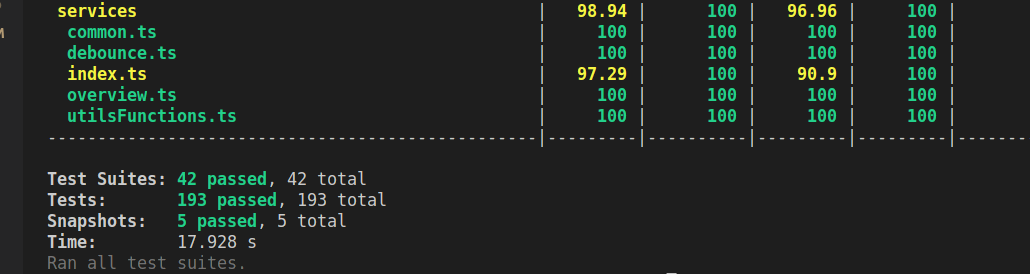 services | 98.94 | 100 | 96.96 | 100 |
common.ts | 100 | 100 | 100 | 100 |
debounce.ts | 100 | 100 | 100 | 100 |
index.ts | 97.29 | 100 | 90.9 | 100 |
overview.ts | 100 | 100 | 100 | 100 |
utilsFunctions.ts | 100 | 100 | 100 | 100 |
-------------------------------------------------|---------|----------|---------|---------|-------
Test Suites: 42 passed, 42 total
Tests: 193 passed, 193 total
Snapshots: 5 passed, 5 total
Time: 17.928 s
Ran all test suites.